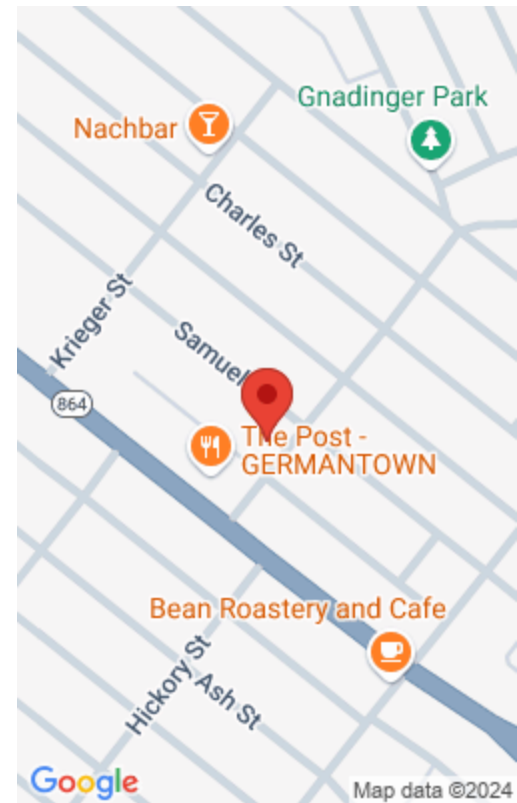 Gnadinger Park
Nachbar
Charles St
Krieger St
Samuel
864
The Post -
GERMANTOWN
Bean Roastery and Cafe
Hickory St
Ash St
Google
Map data ©2024